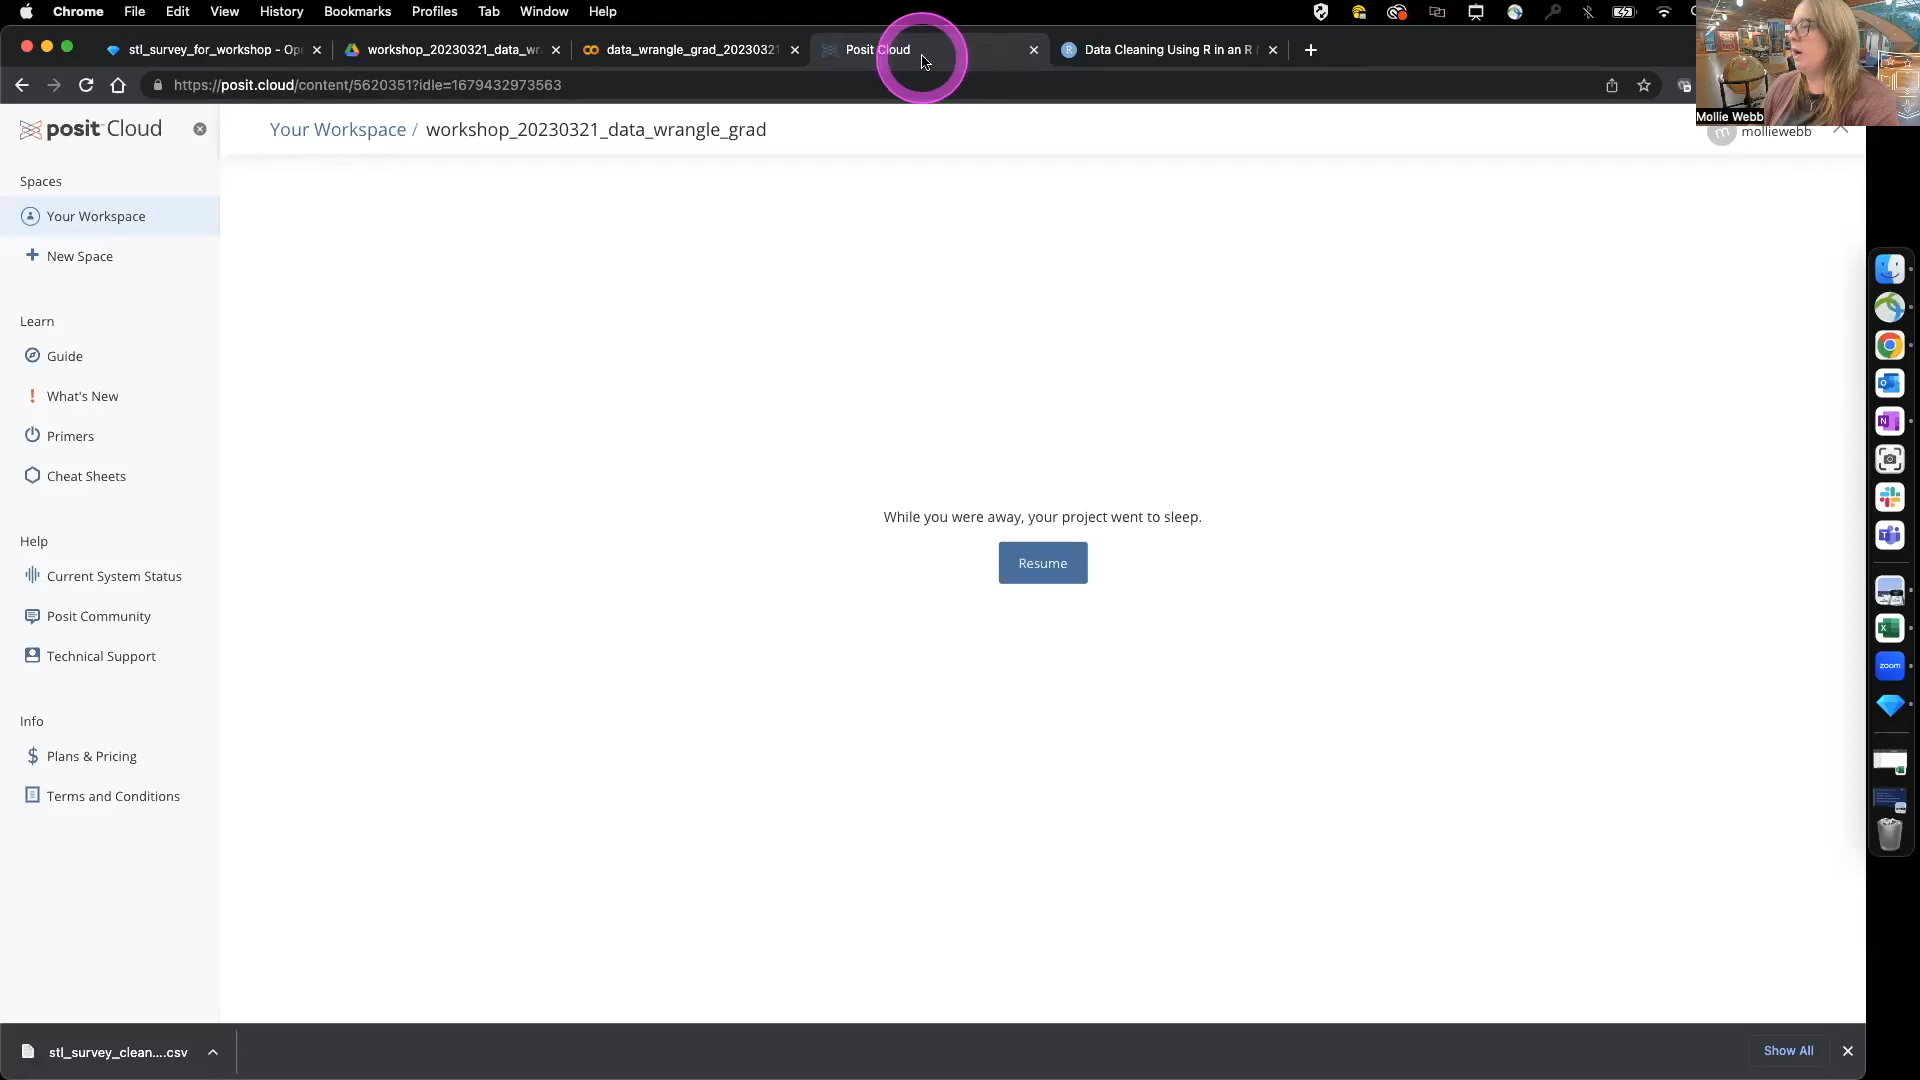 Chrome File Edit View History Bookmarks Profiles Tab Window Help
stl_survey_for_workshop - Op
workshop_20230321_data_w
data_wrangle_grad_20230321
Posit Cloud
Data Cleaning Using R in an R
https://posit.cloud/content/5620351?idle=1679432973563
Mollie Webb
posit Cloud
Your Workspace / workshop_20230321_data_wrangle_grad
m molliewebb
Spaces
Your Workspace
New Space
Learn
Guide
What's New
Primers
Cheat Sheets
While you were away, your project went to sleep.
Resume
Help
Current System Status
Posit Community
Technical Support
zoom
Info
Plans & Pricing
Terms and Conditions
stl_survey_clean....csv
Show All